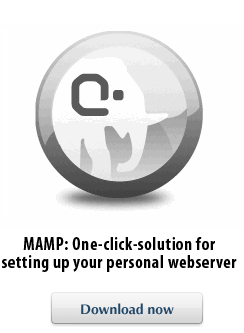 MAMP: One-click-solution for
setting up your personal webserver
Download now